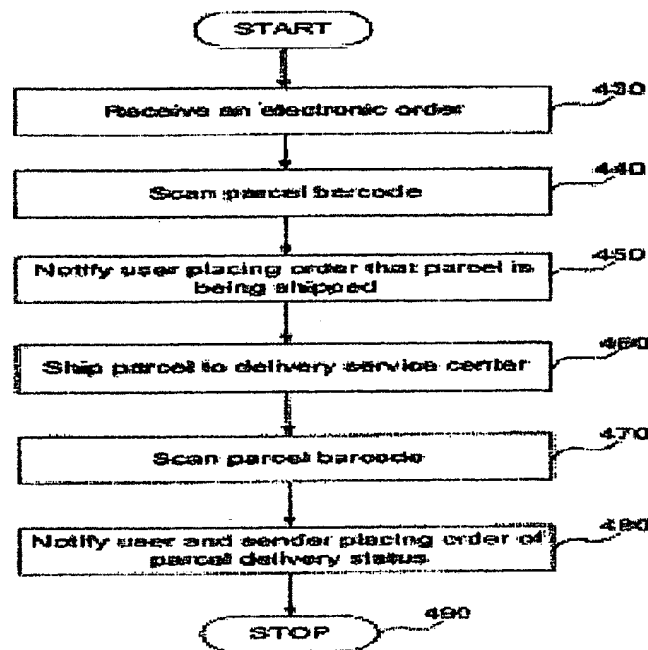 START
Receive an electronic order
430
Scan parcel barcode
440
Notify user placing order that parcel is
being shipped
450
Ship parcel to delivery service center
460
Scan parcel barcode
470
Notify user and sender placing order of
parcel delivery status
480
STOP
490